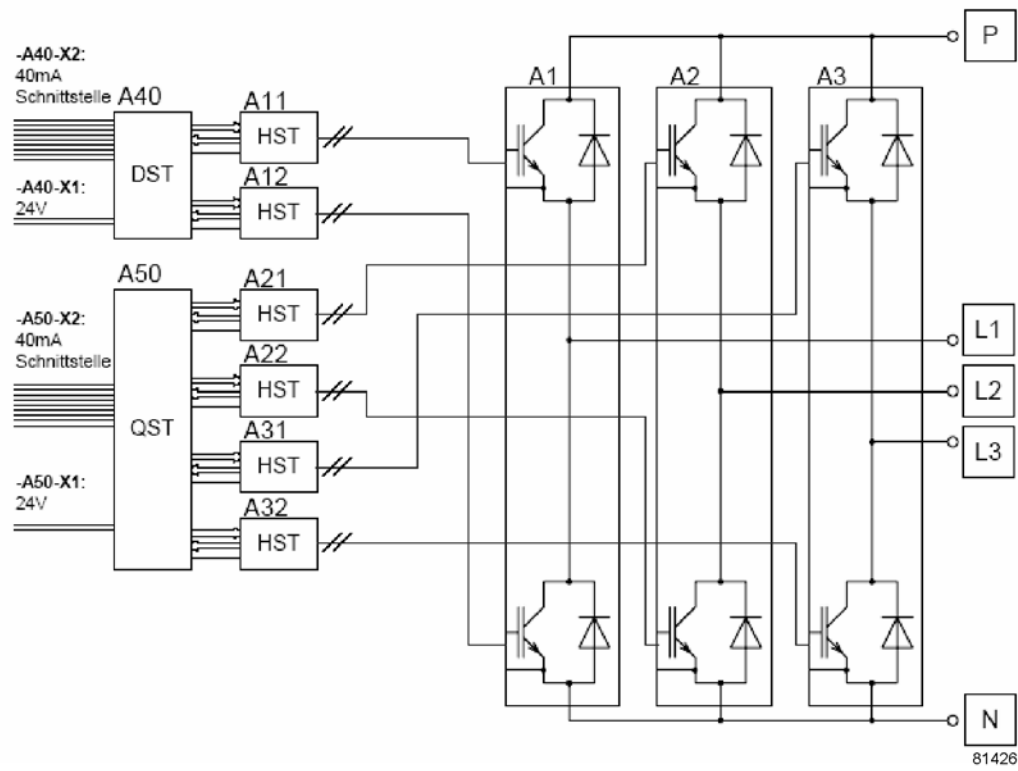 -A40-X2:
40mA
Schnittstelle
A40
DST
-A40-X1:
24V
A11
HST
A12
HST
A50
QST
-A50-X2:
40mA
Schnittstelle
-A50-X1:
24V
A21
HST
A22
HST
A31
HST
A32
HST
A1
A2
A3
P
L1
L2
L3
N
81426